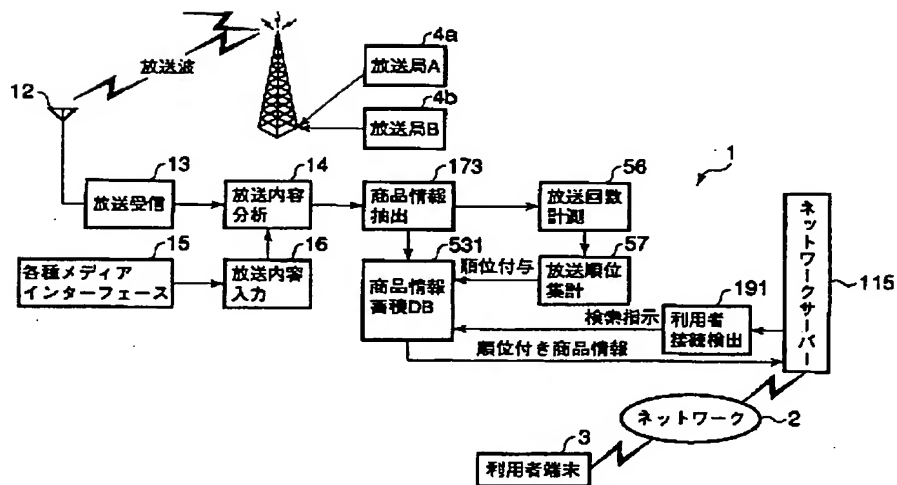 放送波
4a
放送局A
4b
放送局B
12
13
放送受信
14
放送内容
分析
173
商品情報
抽出
56
放送回数
計測
1
15
各種メディア
インターフェース
16
放送内容
入力
531
商品情報
蓄積DB
順位付与
57
放送順位
集計
検索指示
191
利用者
接続検出
順位付き商品情報
ネットワークサーバー
115
ネットワーク
2
3
利用者端末